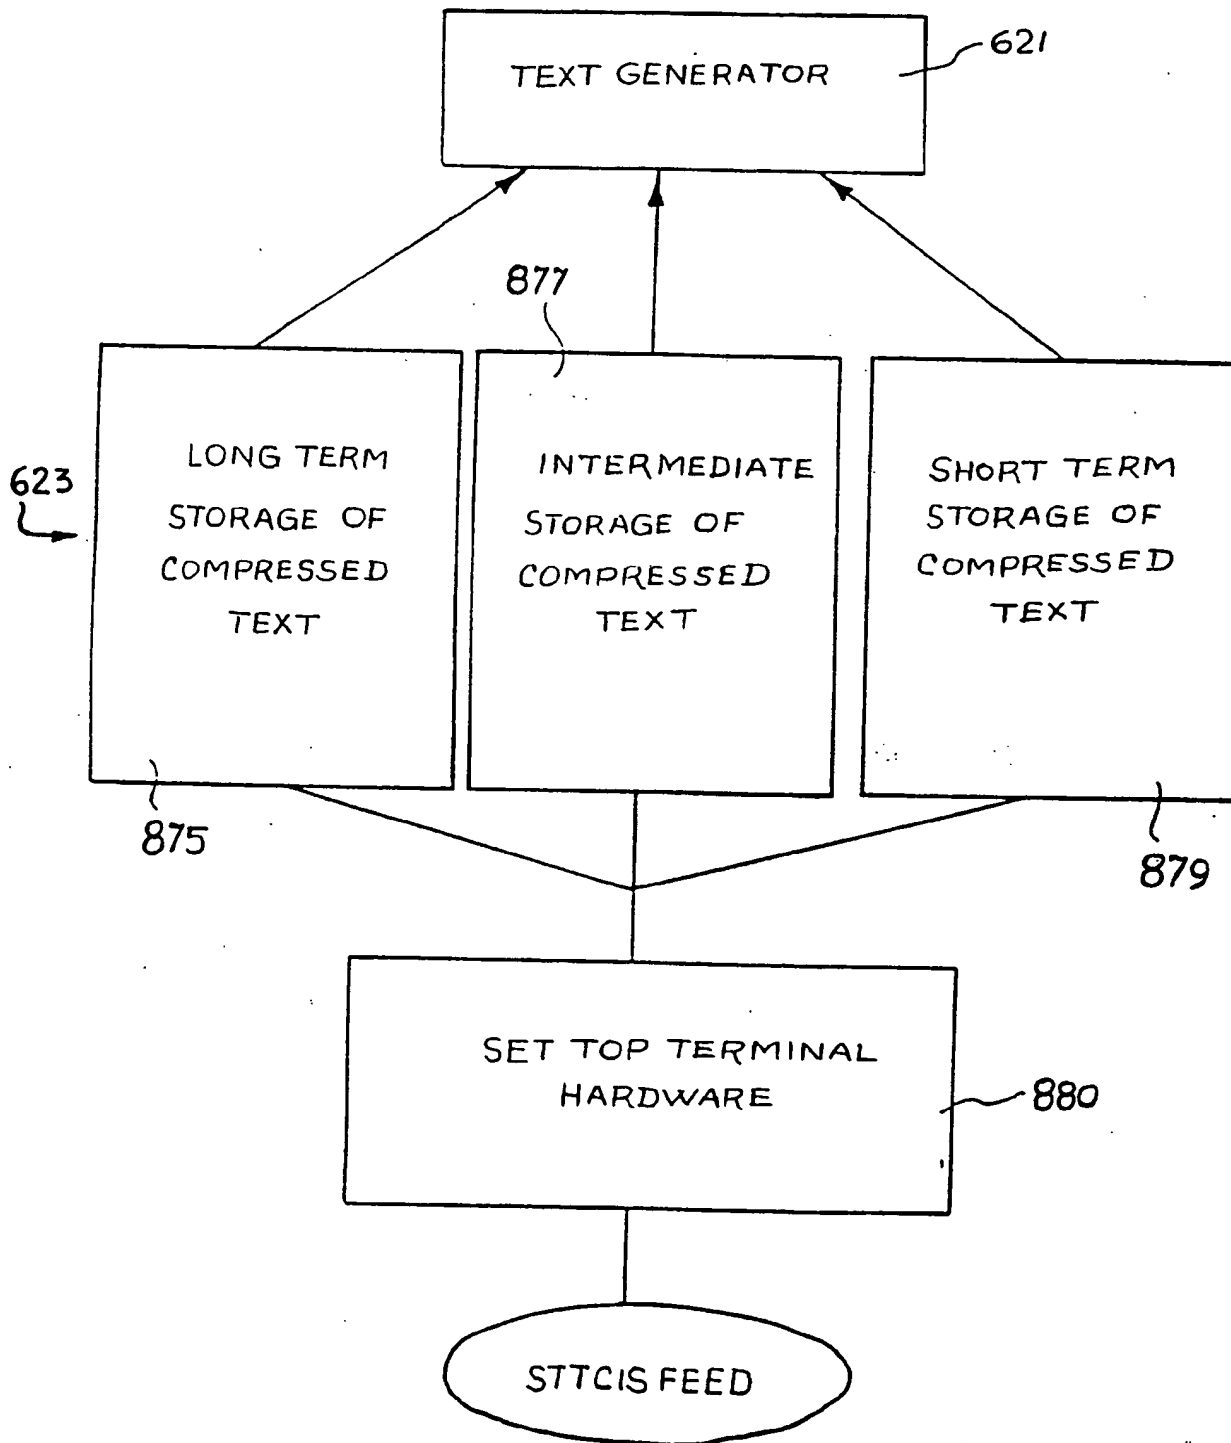 TEXT GENERATOR
621
877
623
LONG TERM
STORAGE OF
COMPRESSED
TEXT
INTERMEDIATE
STORAGE OF
COMPRESSED
TEXT
SHORT TERM
STORAGE OF
COMPRESSED
TEXT
875
879
SET TOP TERMINAL
HARDWARE
880
STTCIS FEED